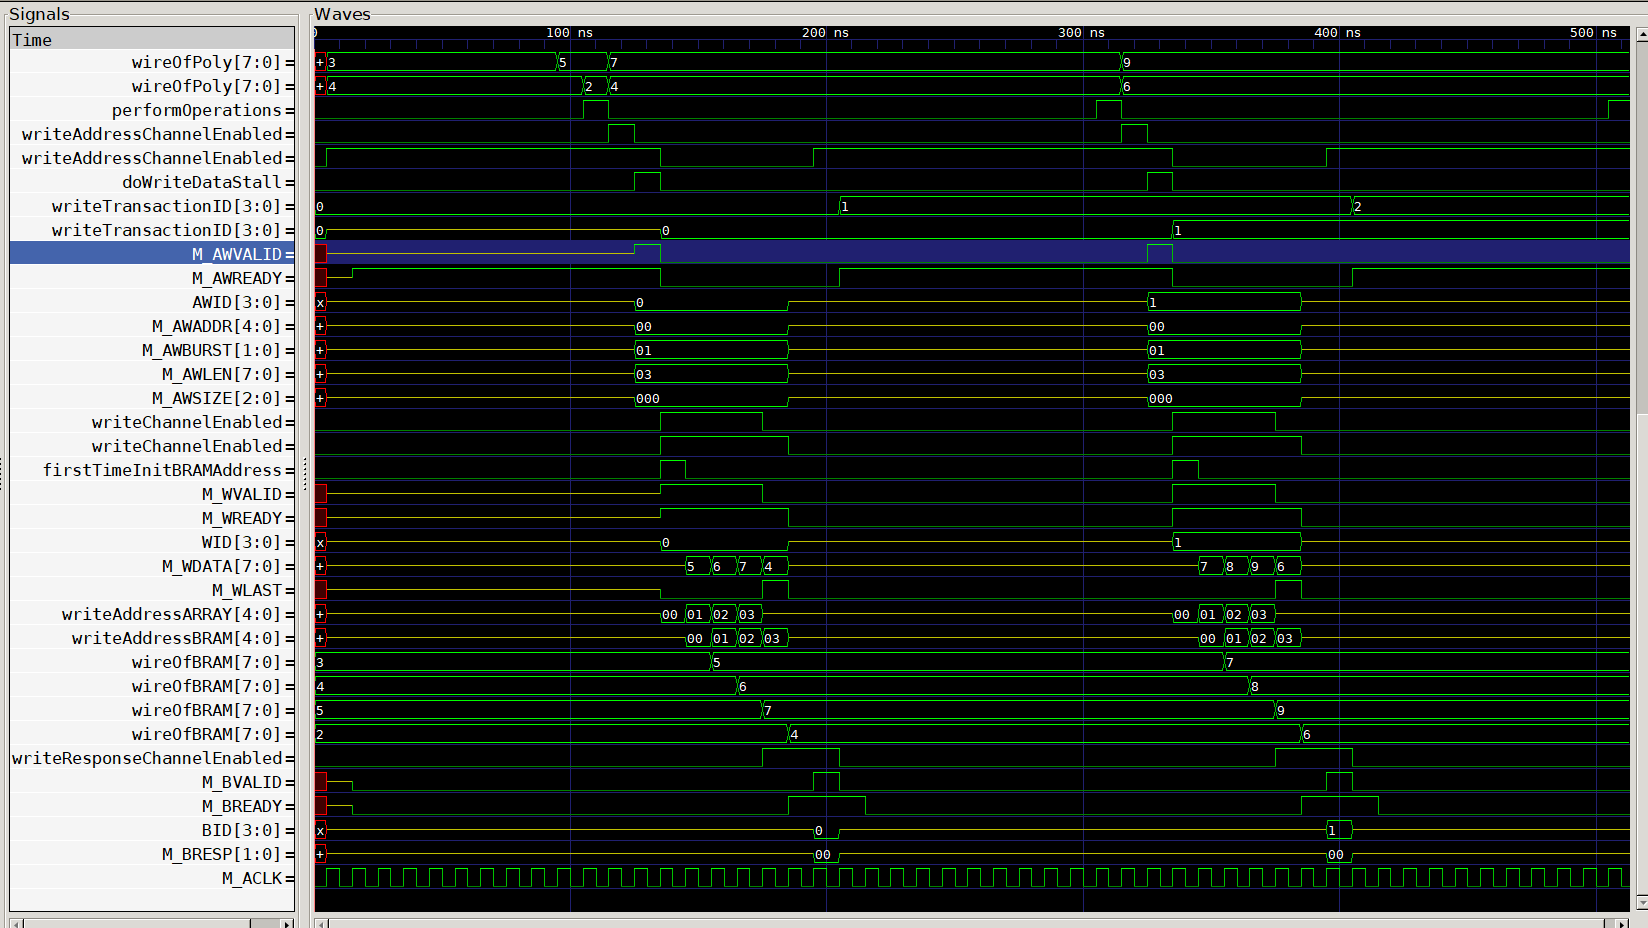 Signals Waves
Time 0 100 ns 200 ns 300 ns 400 ns 500 ns
wireOfPoly[7:0]= + 3 5 7 9
wireOfPoly[7:0]= + 4 2 4 6
performOperations=
writeAddressChannelEnabled=
writeAddressChannelEnabled=
doWriteDataStall=
writeTransactionID[3:0]= 0 1 2
writeTransactionID[3:0]= 0 0 1
M_AWVALID=
M_AWREADY=
AWID[3:0]= x 0 1
M_AWADDR[4:0]= + 00 00
M_AWBURST[1:0]= + 01 01
M_AWLEN[7:0]= + 03 03
M_AWSIZE[2:0]= + 000 000
writeChannelEnabled=
writeChannelEnabled=
firstTimeInitBRAMAddress=
M_WVALID=
M_WREADY=
WID[3:0]= x 0 1
M_WDATA[7:0]= + 5 6 7 4 7 8 9 6
M_WLAST=
writeAddressARRAY[4:0]= + 00 01 02 03 00 01 02 03
writeAddressBRAM[4:0]= + 00 01 02 03 00 01 02 03
wireOfBRAM[7:0]= 3 5 7
wireOfBRAM[7:0]= 4 6 8
wireOfBRAM[7:0]= 5 7 9
wireOfBRAM[7:0]= 2 4 6
writeResponseChannelEnabled=
M_BVALID=
M_BREADY=
BID[3:0]= x 0 1
M_BRESP[1:0]= + 00 00
M_ACLK=